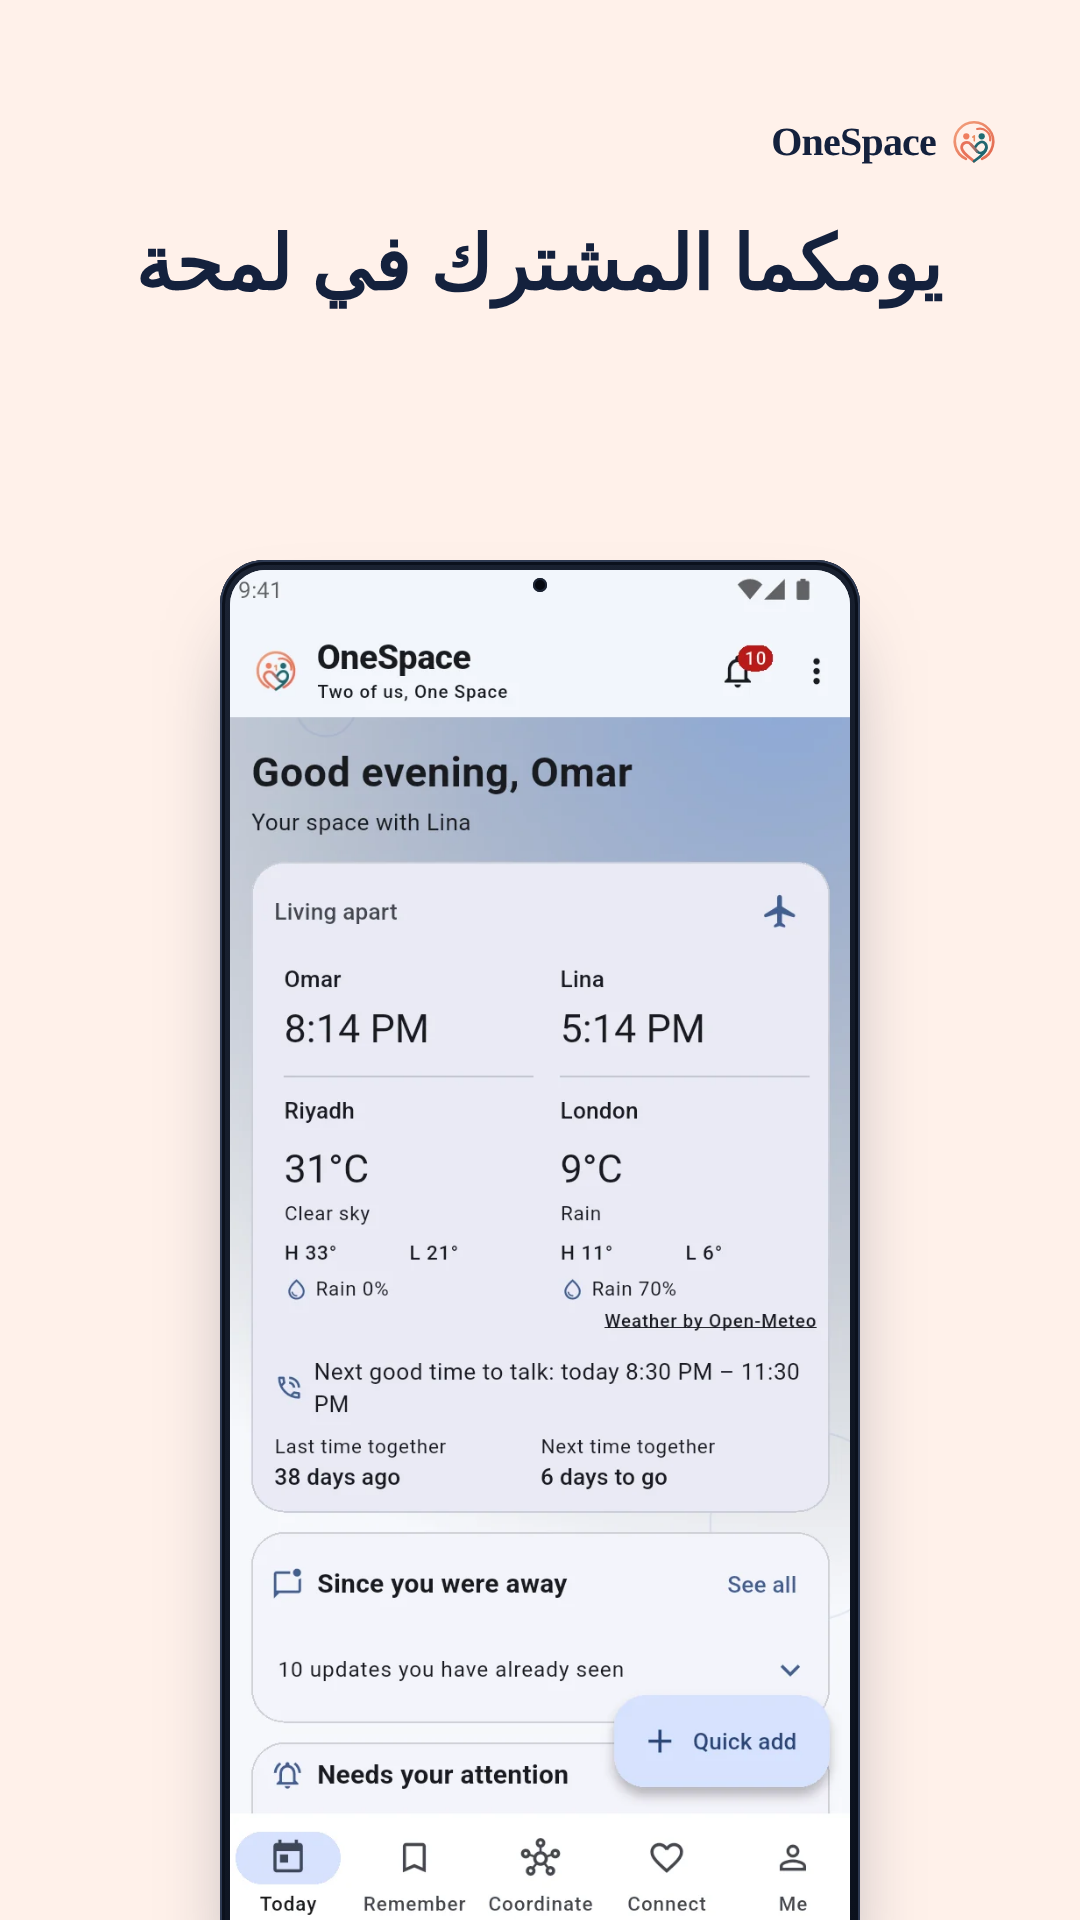 OneSpace
يومكما المشترك في لمحة
9:41
OneSpace
Two of us, One Space
10
Good evening, Omar
Your space with Lina
Living apart
Omar
8:14 PM
Lina
5:14 PM
Riyadh
31°C
Clear sky
H 33° L 21°
Rain 0%
London
9°C
Rain
H 11° L 6°
Rain 70%
Weather by Open-Meteo
Next good time to talk: today 8:30 PM – 11:30
PM
Last time together
38 days ago
Next time together
6 days to go
Since you were away
See all
10 updates you have already seen
Quick add
Needs your attention
Today
Remember
Coordinate
Connect
Me